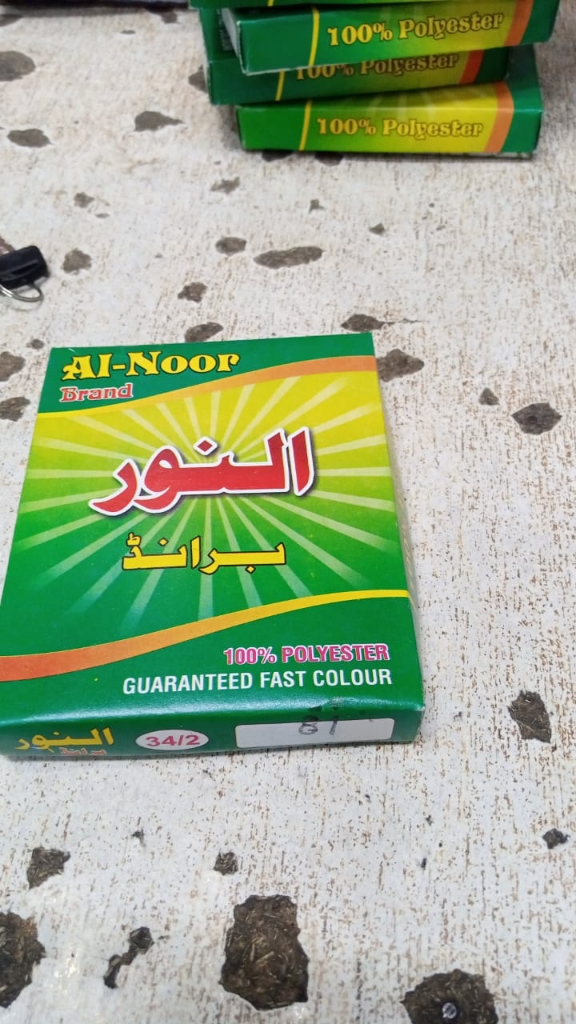 100% Polyester
100% Polyester
100% Polyester
Al-Noor
Brand
النور
برانڈ
100% POLYESTER
GUARANTEED FAST COLOUR
النور
برانڈ
34/2